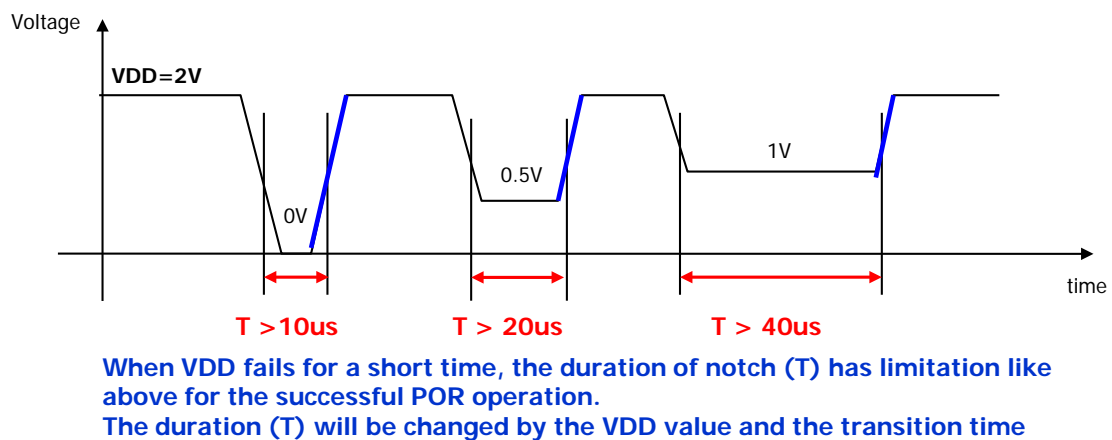 Voltage
VDD=2V
0V
0.5V
1V
time
T >10us
T > 20us
T > 40us
When VDD fails for a short time, the duration of notch (T) has limitation like
above for the successful POR operation.
The duration (T) will be changed by the VDD value and the transition time